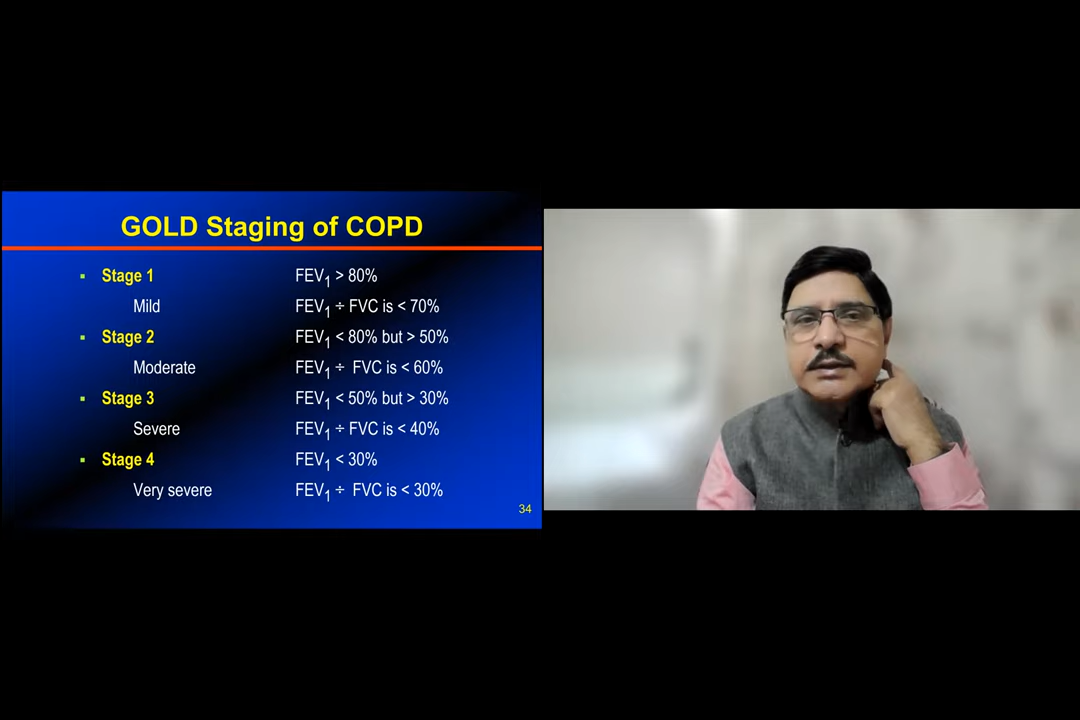 GOLD Staging of COPD
▪ Stage 1 FEV1 > 80%
Mild FEV1 ÷ FVC is < 70%
▪ Stage 2 FEV1 < 80% but > 50%
Moderate FEV1 ÷ FVC is < 60%
▪ Stage 3 FEV1 < 50% but > 30%
Severe FEV1 ÷ FVC is < 40%
▪ Stage 4 FEV1 < 30%
Very severe FEV1 ÷ FVC is < 30%
34